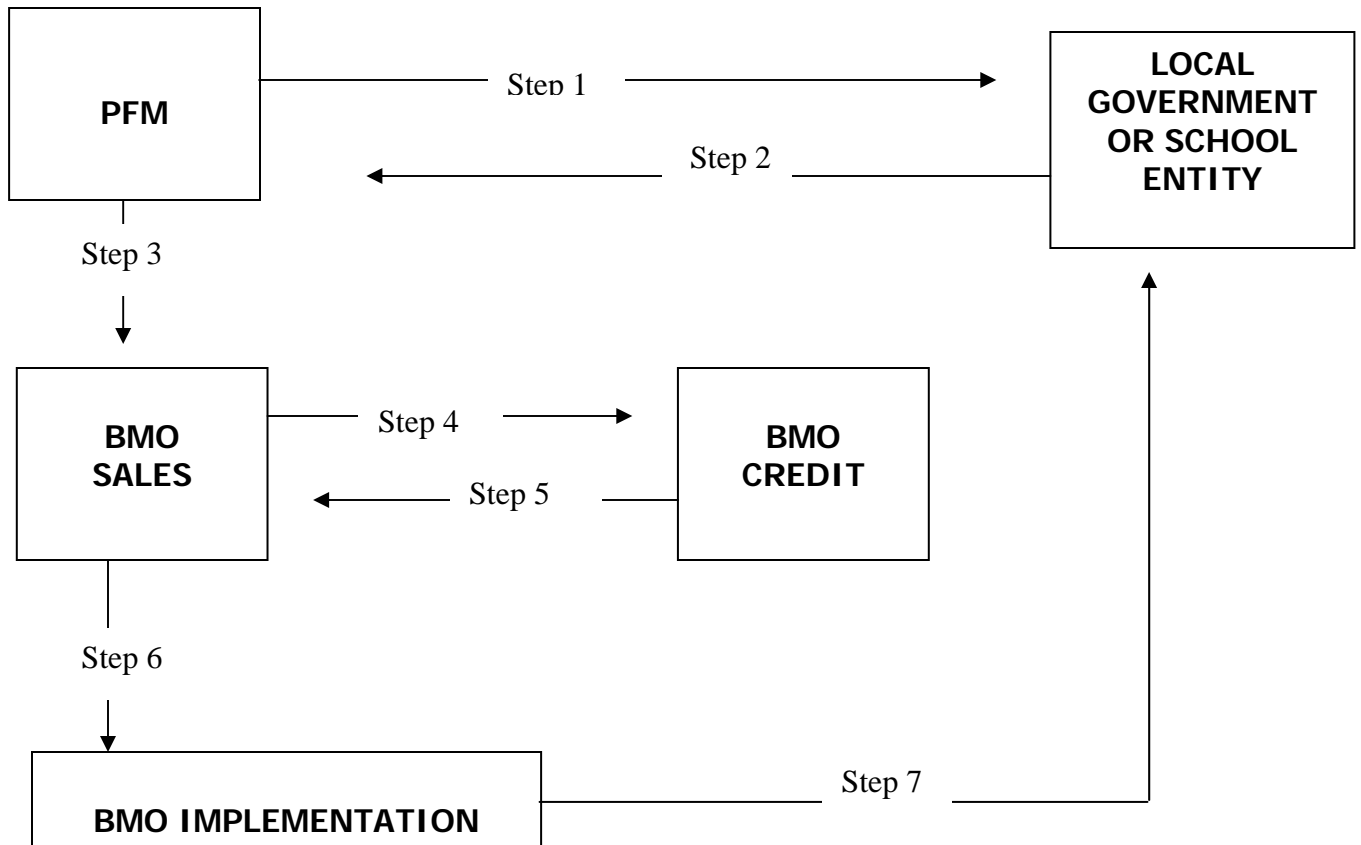 PFM
Step 1
LOCAL
GOVERNMENT
OR SCHOOL
ENTITY
Step 2
Step 3
BMO
SALES
Step 4
BMO
CREDIT
Step 5
Step 6
Step 7
BMO IMPLEMENTATION